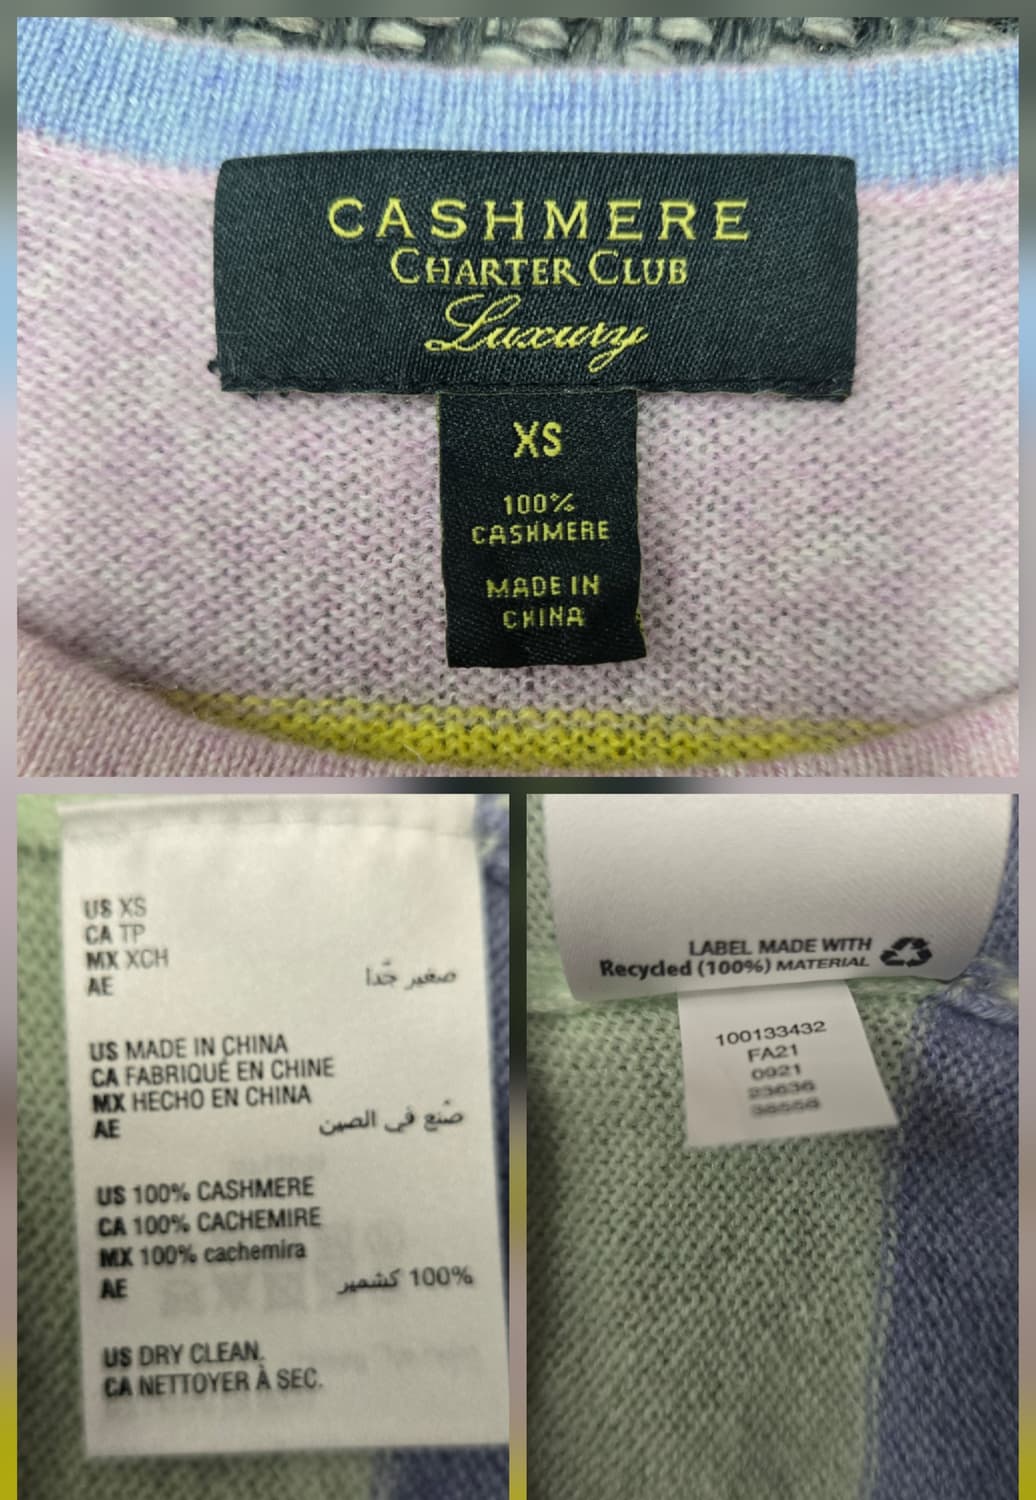 CASHMERE
CHARTER CLUB
Luxury
XS
100%
CASHMERE
MADE IN
CHINA
US XS
CA TP
MX XCH
AE صغير جّدا
US MADE IN CHINA
CA FABRIQUÉ EN CHINE
MX HECHO EN CHINA
AE صّنع في الصين
US 100% CASHMERE
CA 100% CACHEMIRE
MX 100% cachemira
AE 100% كشمير
US DRY CLEAN.
CA NETTOYER À SEC.
LABEL MADE WITH
Recycled (100%) MATERIAL
100133432
FA21
0921